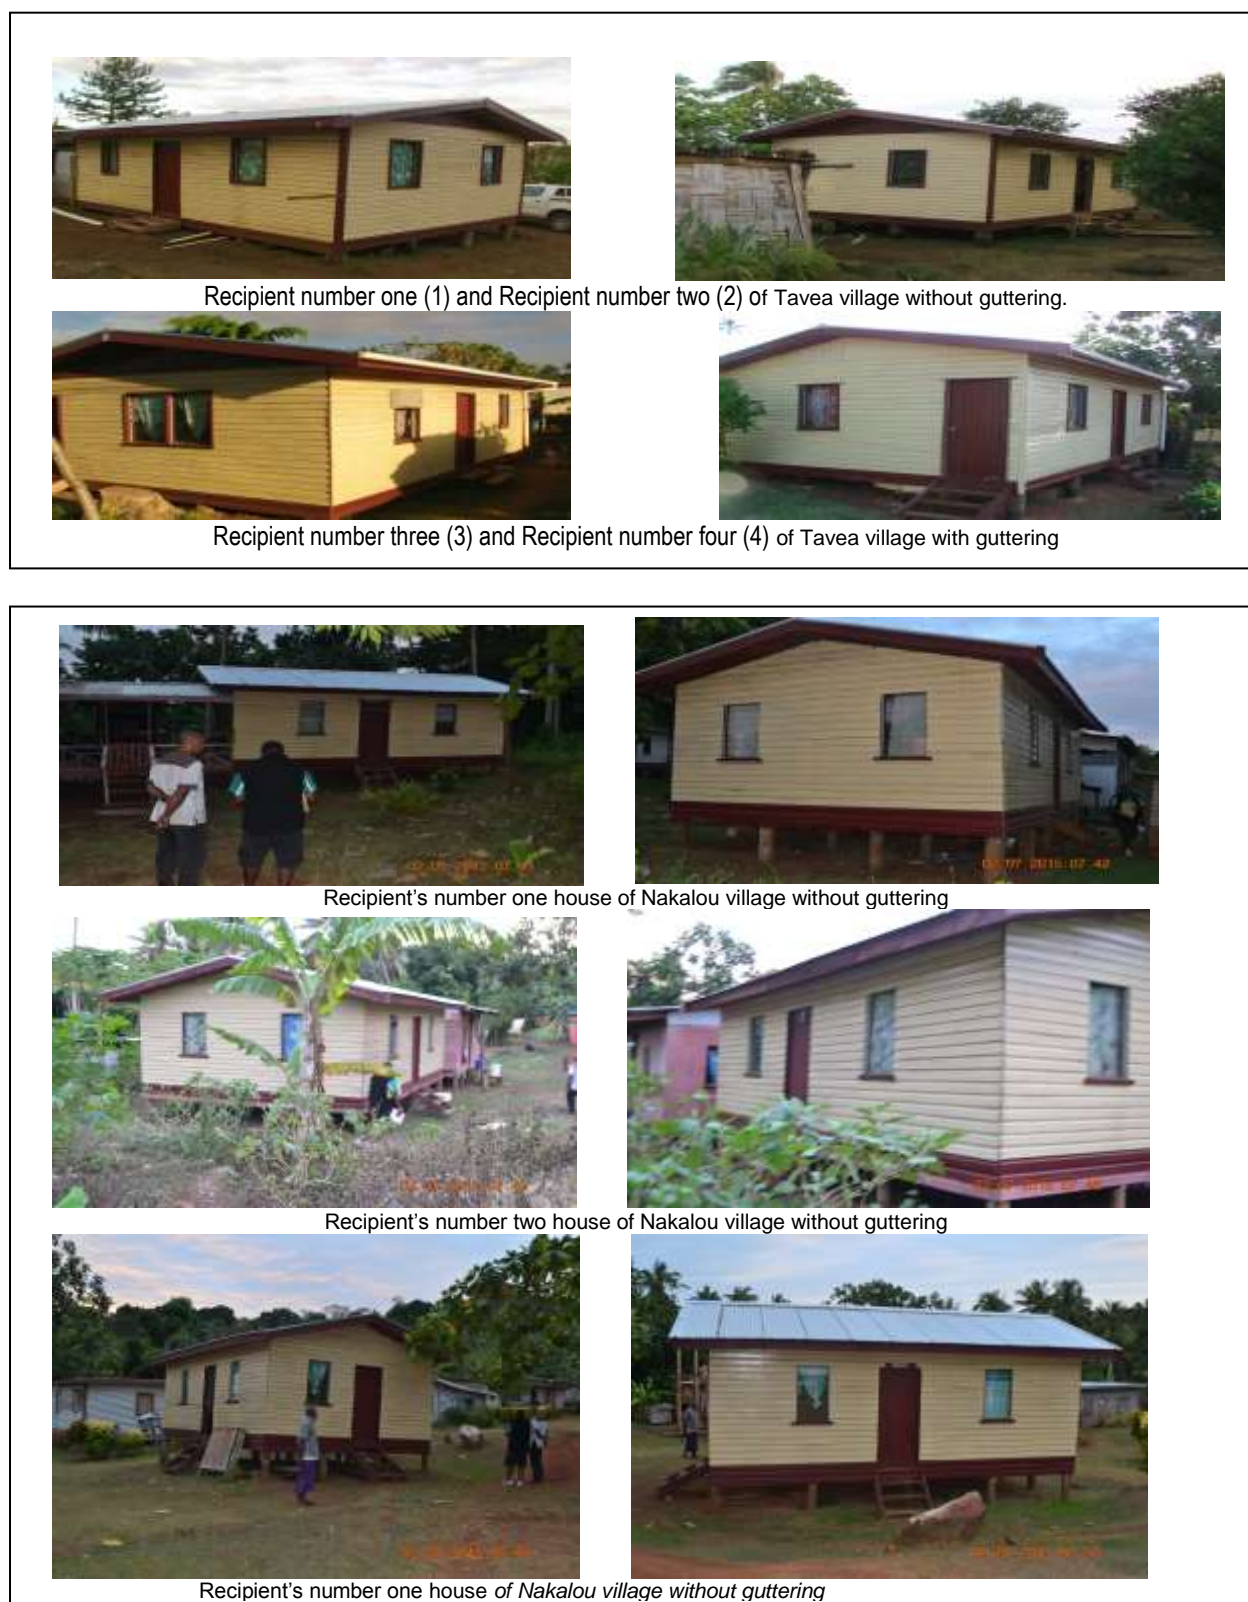 Recipient number one (1) and Recipient number two (2) of Tavea village without guttering.
Recipient number three (3) and Recipient number four (4) of Tavea village with guttering
Recipient's number one house of Nakalou village without guttering
Recipient's number two house of Nakalou village without guttering
Recipient's number one house of Nakalou village without guttering